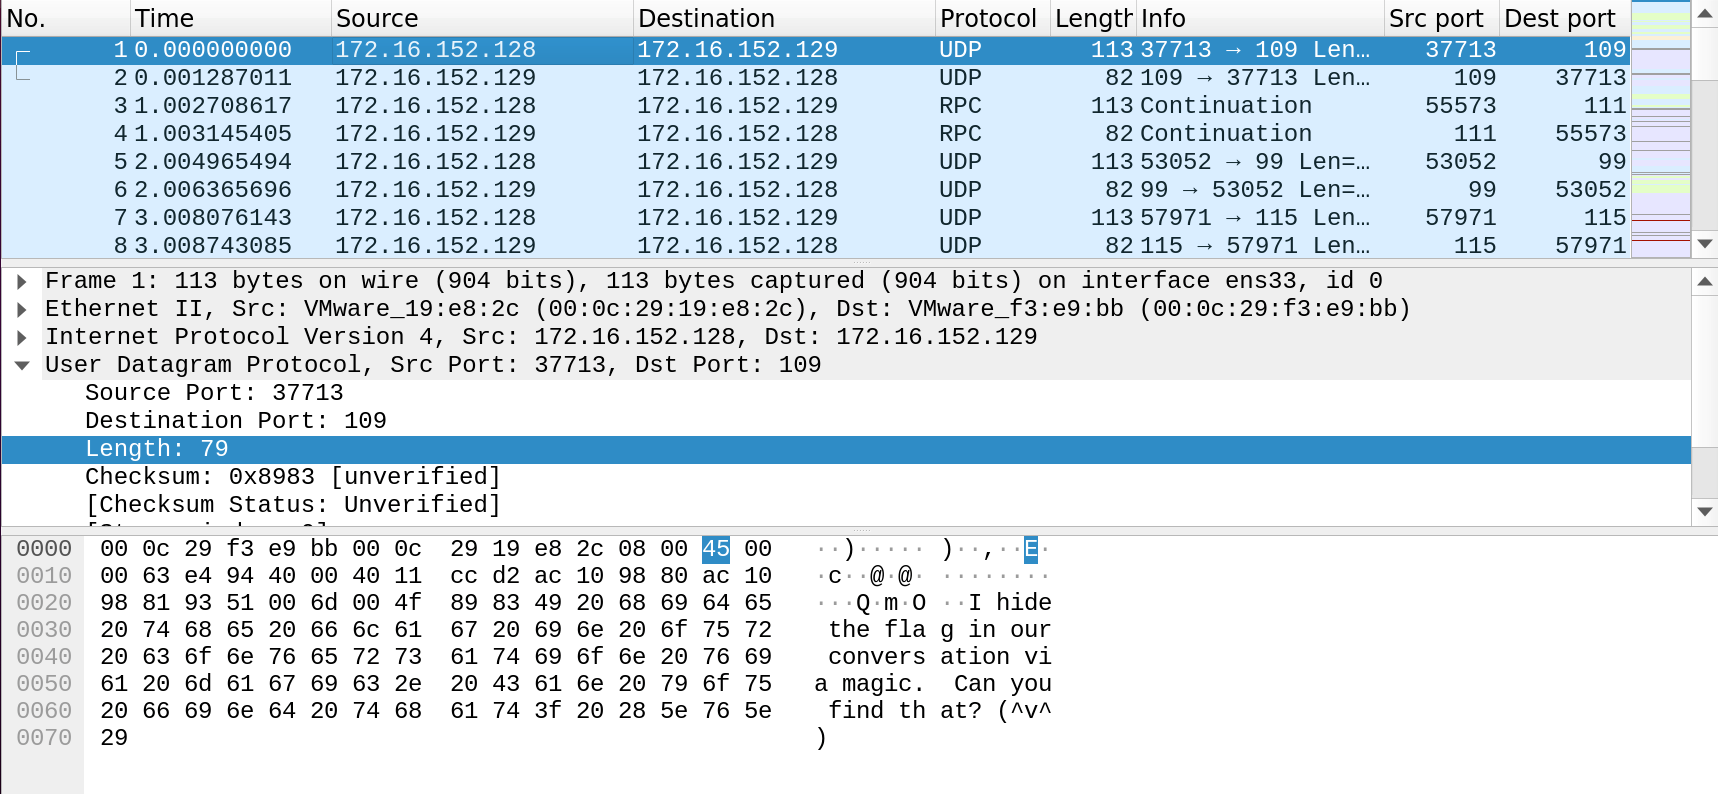 No. Time Source Destination Protocol Length Info Src port Dest port
1 0.000000000 172.16.152.128 172.16.152.129 UDP 113 37713 → 109 Len… 37713 109
2 0.001287011 172.16.152.129 172.16.152.128 UDP 82 109 → 37713 Len… 109 37713
3 1.002708617 172.16.152.128 172.16.152.129 RPC 113 Continuation 55573 111
4 1.003145405 172.16.152.129 172.16.152.128 RPC 82 Continuation 111 55573
5 2.004965494 172.16.152.128 172.16.152.129 UDP 113 53052 → 99 Len=… 53052 99
6 2.006365696 172.16.152.129 172.16.152.128 UDP 82 99 → 53052 Len=… 99 53052
7 3.008076143 172.16.152.128 172.16.152.129 UDP 113 57971 → 115 Len… 57971 115
8 3.008743085 172.16.152.129 172.16.152.128 UDP 82 115 → 57971 Len… 115 57971
Frame 1: 113 bytes on wire (904 bits), 113 bytes captured (904 bits) on interface ens33, id 0
Ethernet II, Src: VMware_19:e8:2c (00:0c:29:19:e8:2c), Dst: VMware_f3:e9:bb (00:0c:29:f3:e9:bb)
Internet Protocol Version 4, Src: 172.16.152.128, Dst: 172.16.152.129
User Datagram Protocol, Src Port: 37713, Dst Port: 109
Source Port: 37713
Destination Port: 109
Length: 79
Checksum: 0x8983 [unverified]
[Checksum Status: Unverified]
0000 00 0c 29 f3 e9 bb 00 0c 29 19 e8 2c 08 00 45 00 ··)····· )··,··E·
0010 00 63 e4 94 40 00 40 11 cc d2 ac 10 98 80 ac 10 ·c··@·@· ········
0020 98 81 93 51 00 6d 00 4f 89 83 49 20 68 69 64 65 ···Q·m·O ··I hide
0030 20 74 68 65 20 66 6c 61 67 20 69 6e 20 6f 75 72 the fla g in our
0040 20 63 6f 6e 76 65 72 73 61 74 69 6f 6e 20 76 69 convers ation vi
0050 61 20 6d 61 67 69 63 2e 20 43 61 6e 20 79 6f 75 a magic. Can you
0060 20 66 69 6e 64 20 74 68 61 74 3f 20 28 5e 76 5e find th at? (^v^
0070 29 )